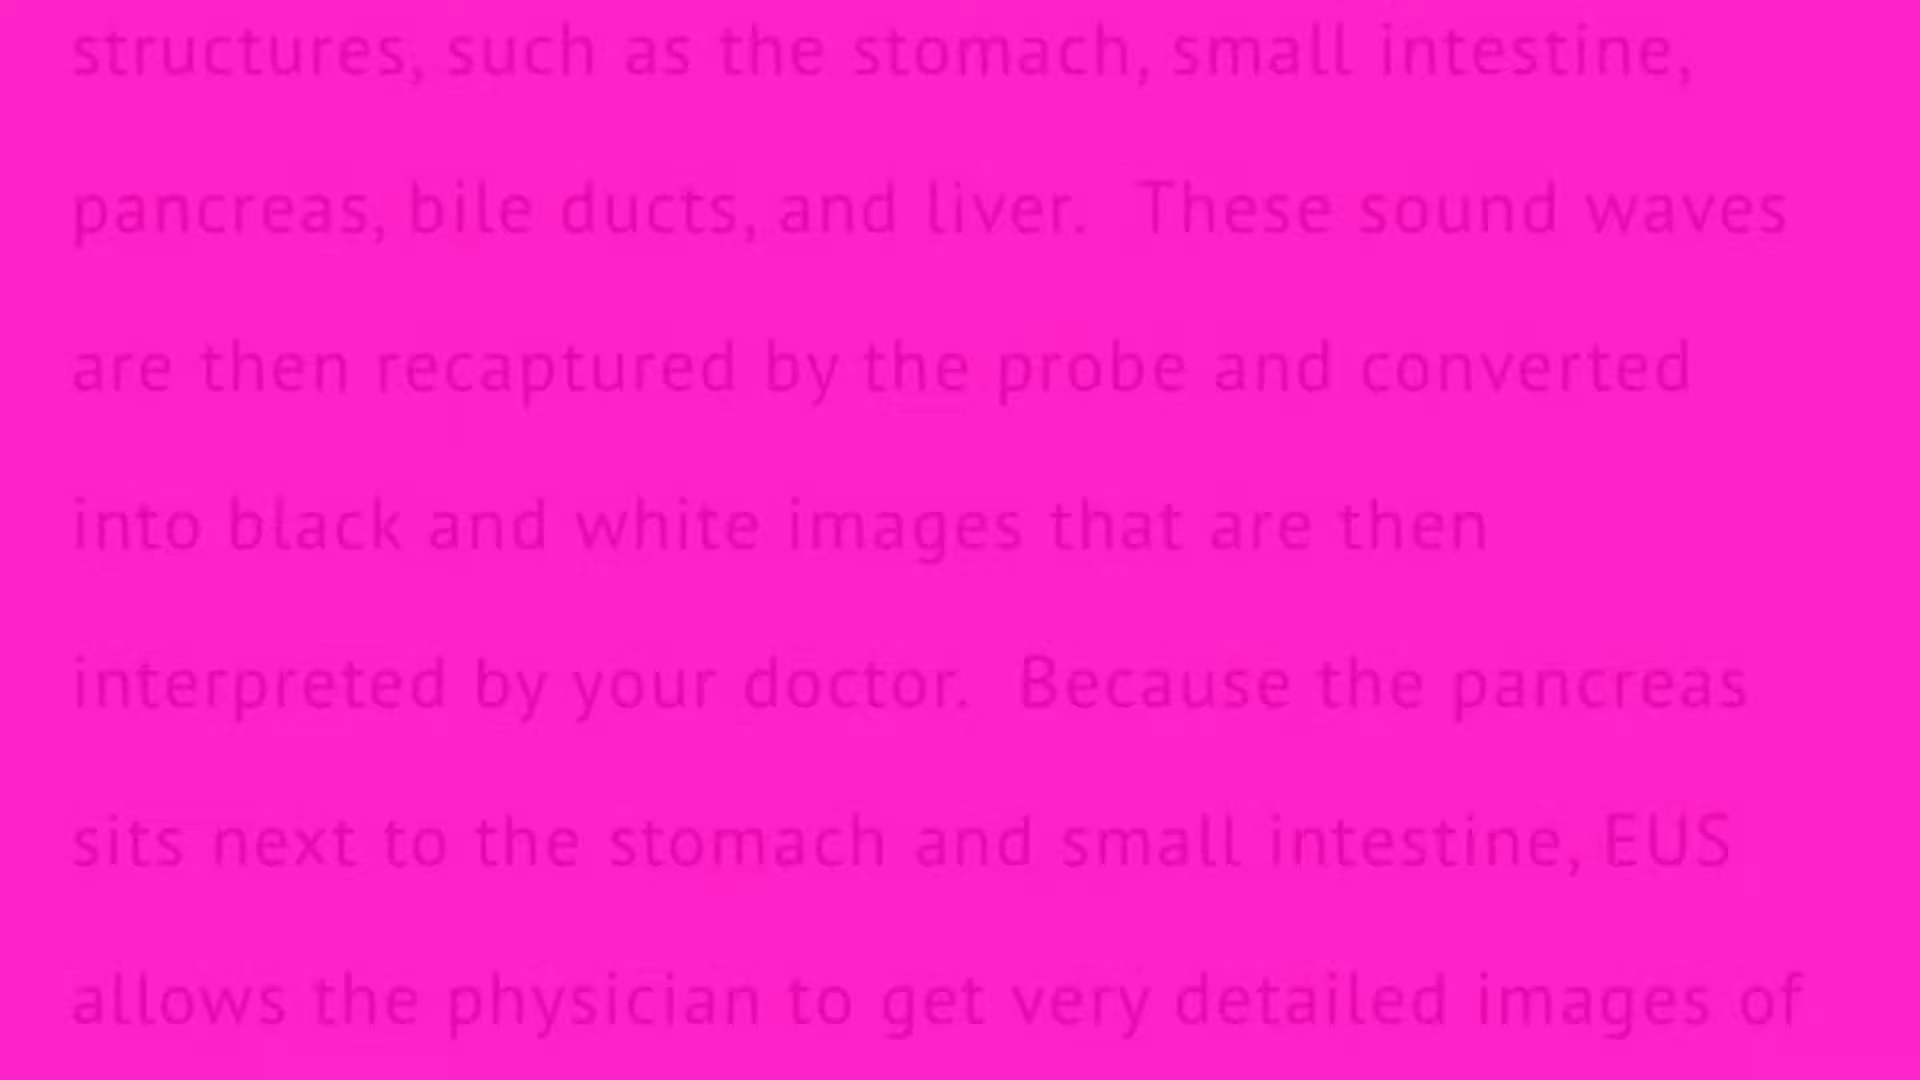 structures, such as the stomach, small intestine,
pancreas, bile ducts, and liver.  These sound waves
are then recaptured by the probe and converted
into black and white images that are then
interpreted by your doctor.  Because the pancreas
sits next to the stomach and small intestine, EUS
allows the physician to get very detailed images of